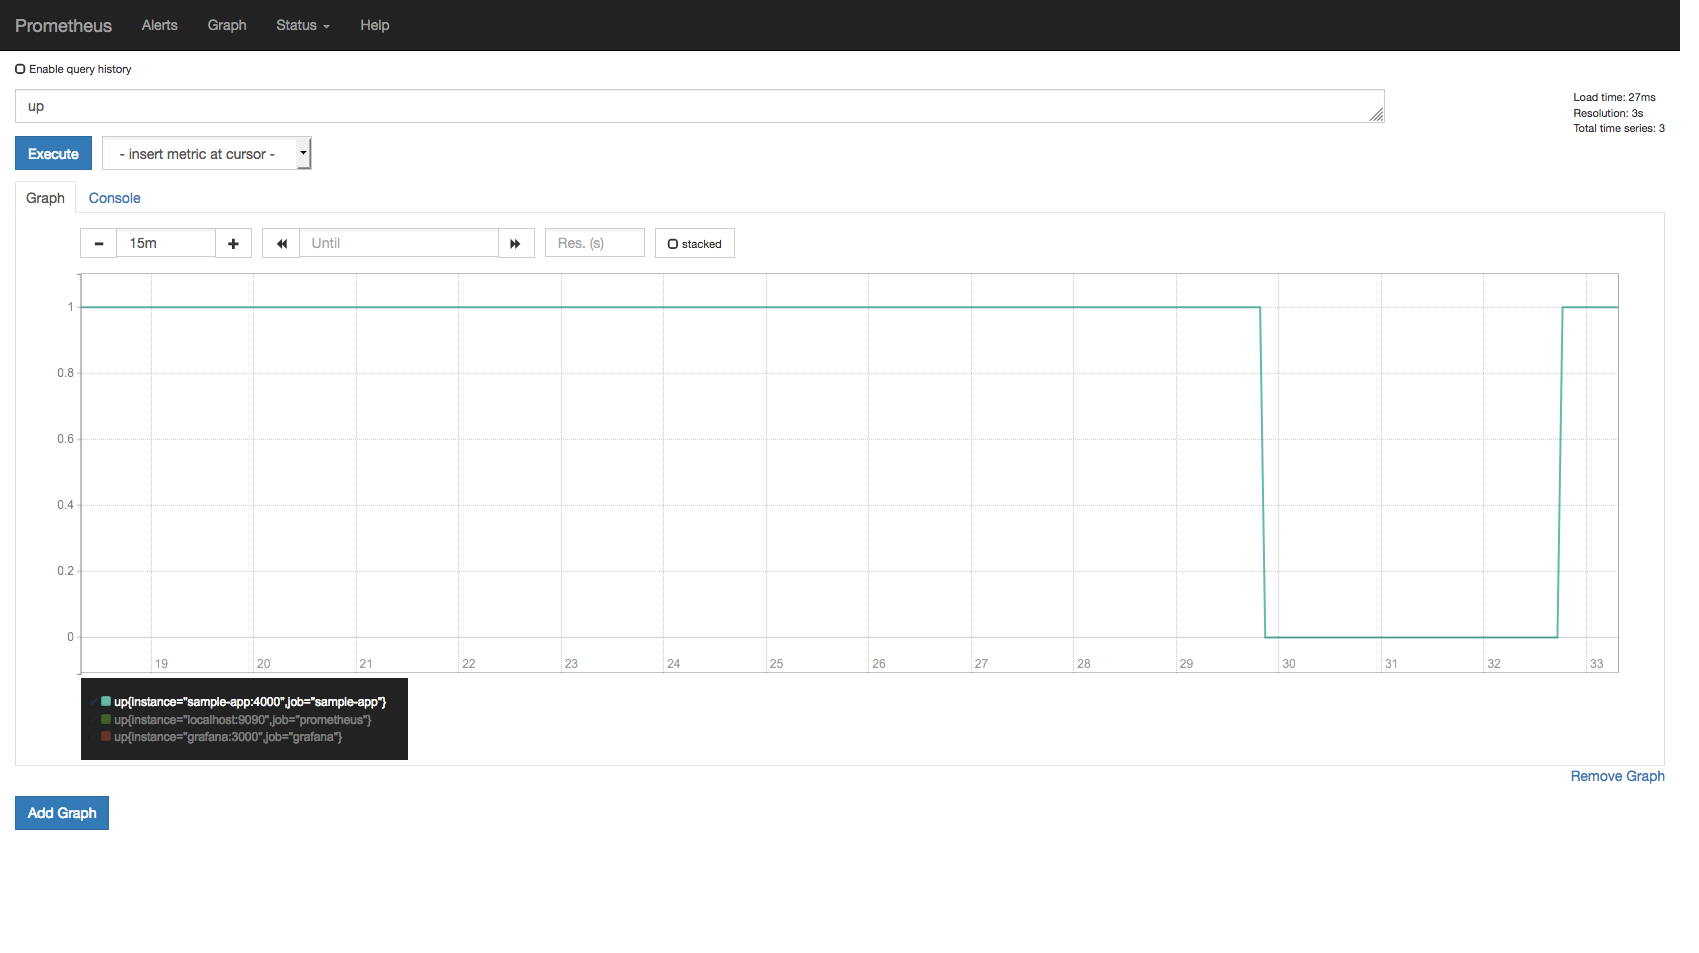 Prometheus Alerts Graph Status Help
Enable query history
up
Load time: 27ms
Resolution: 3s
Total time series: 3
Execute - insert metric at cursor -
Graph Console
15m Until Res. (s) stacked
1
0.8
0.6
0.4
0.2
0
19 20 21 22 23 24 25 26 27 28 29 30 31 32 33
up{instance="sample-app:4000",job="sample-app"}
up{instance="localhost:9090",job="prometheus"}
up{instance="grafana:3000",job="grafana"}
Remove Graph
Add Graph